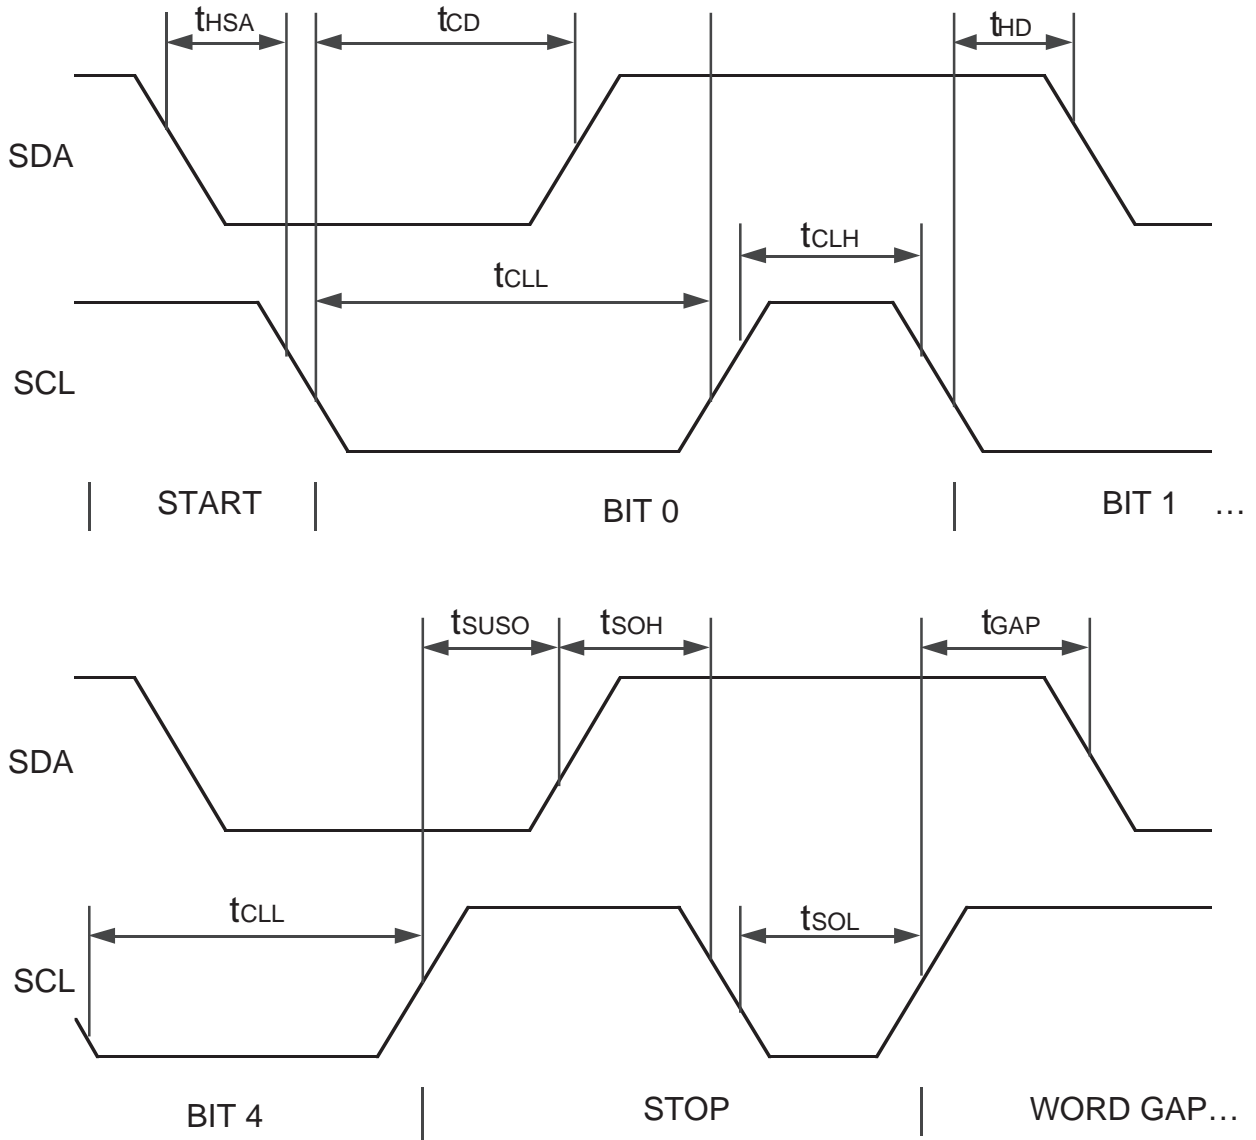 tHSA tCD tHD
SDA
tCLH
tCLL
SCL
START BIT 0 BIT 1 ...
tSUSO tSOH tGAP
SDA
tCLL tSOL
SCL
BIT 4 STOP WORD GAP...